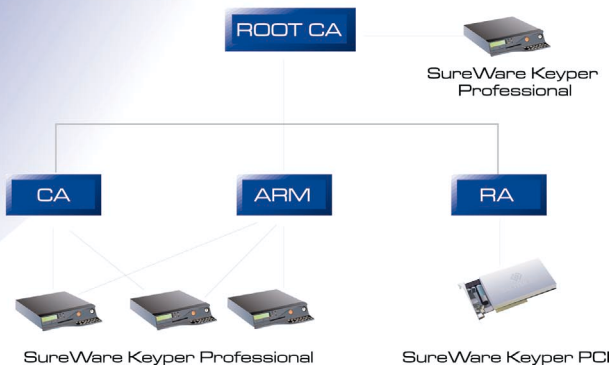 ROOT CA
SureWare Keyper
Professional
CA
ARM
RA
SureWare Keyper Professional
SureWare Keyper PCI